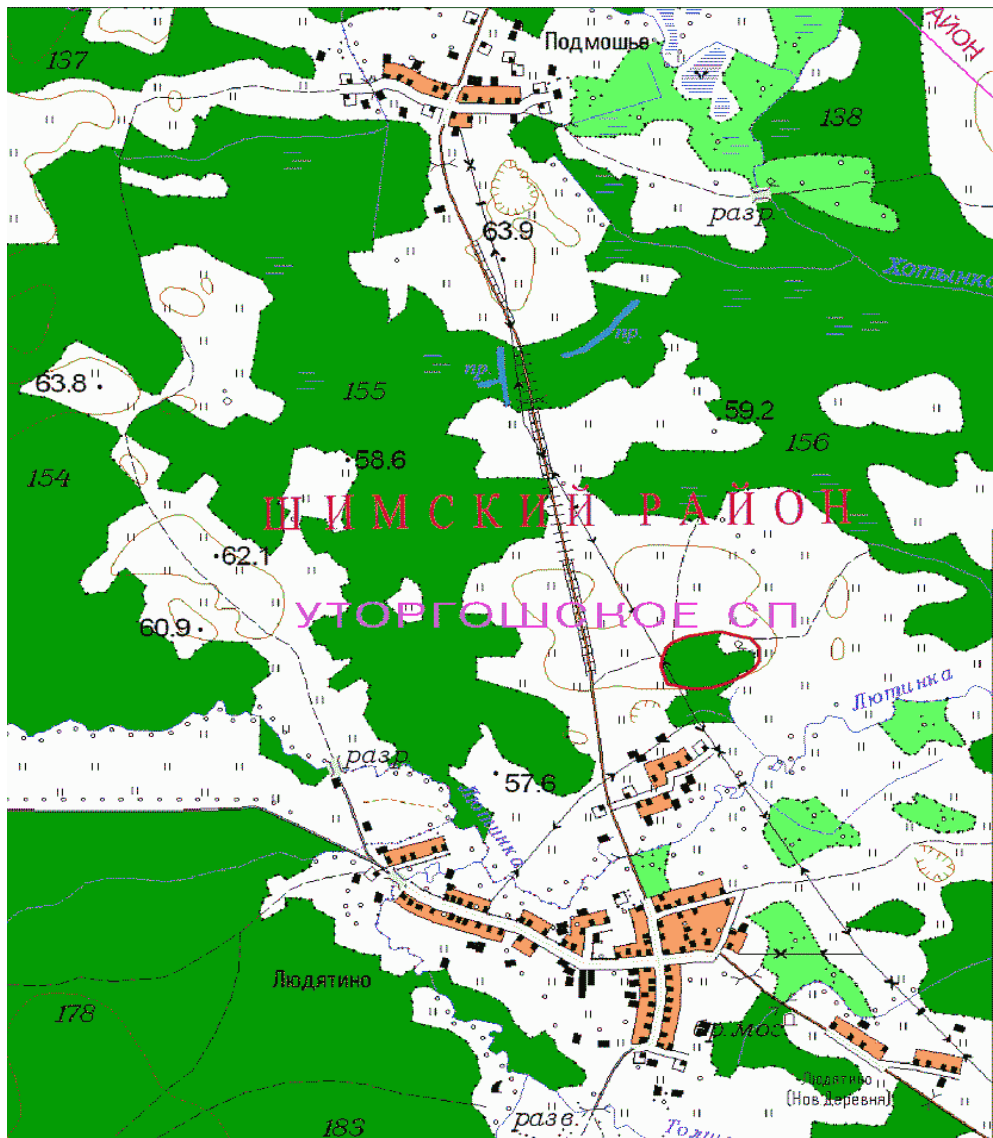 АЙОН
Подмошье
137
138
разр.
63.9
Хотынка
пр.
пр.
63.8
155
59.2
156
154
58.6
ШИМСКИЙ РАЙОН
62.1
УТОРГОШСКОЕ СП
60.9
Лютинка
разр.
57.6
Лютинка
Людятино
178
бр.мог.
Людятино
(Нов.Деревня)
разв.
183